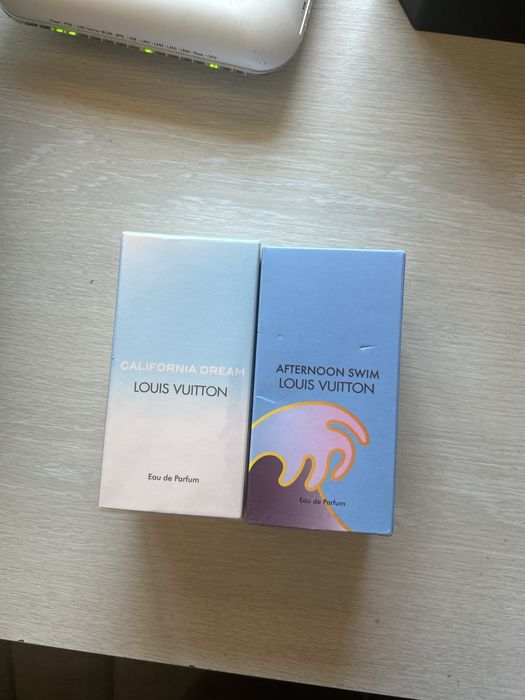 CALIFORNIA DREAM
LOUIS VUITTON
Eau de Parfum
AFTERNOON SWIM
LOUIS VUITTON
Eau de Parfum